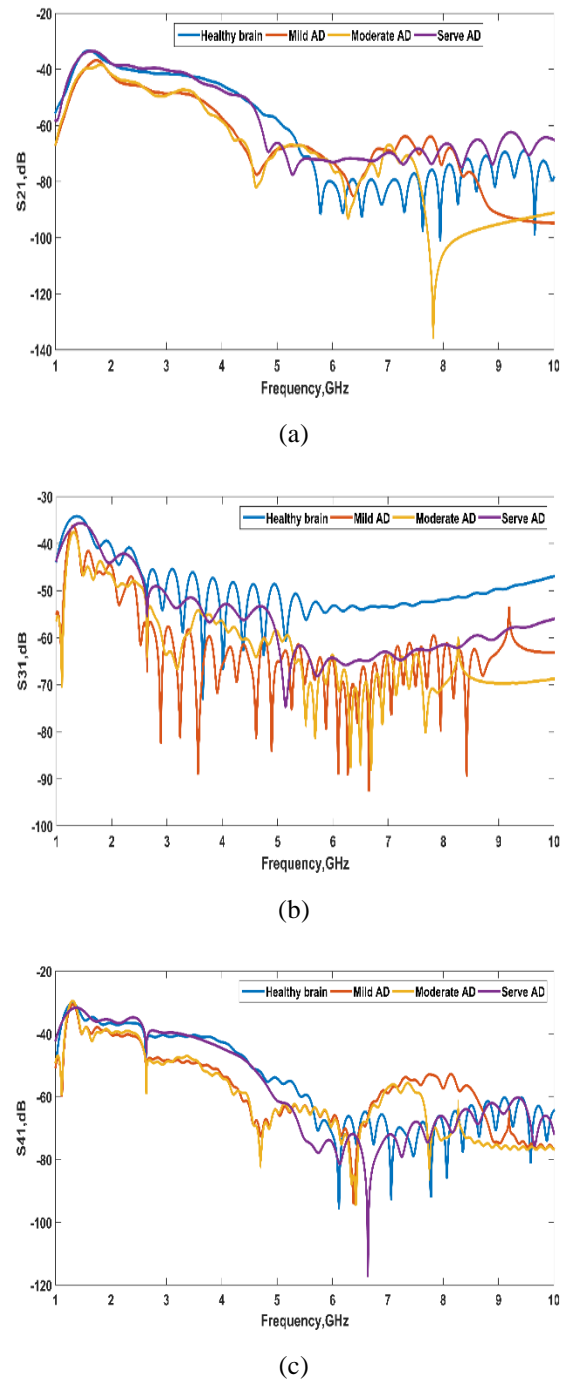 -20
-40
-60
-80
-100
-120
-140
S21,dB
Healthy brain Mild AD Moderate AD Serve AD
1 2 3 4 5 6 7 8 9 10
Frequency,GHz
(a)
-30
-40
-50
-60
-70
-80
-90
-100
S31,dB
Healthy brain Mild AD Moderate AD Serve AD
1 2 3 4 5 6 7 8 9 10
Frequency,GHz
(b)
-20
-40
-60
-80
-100
-120
S41,dB
Healthy brain Mild AD Moderate AD Serve AD
1 2 3 4 5 6 7 8 9 10
Frequency,GHz
(c)